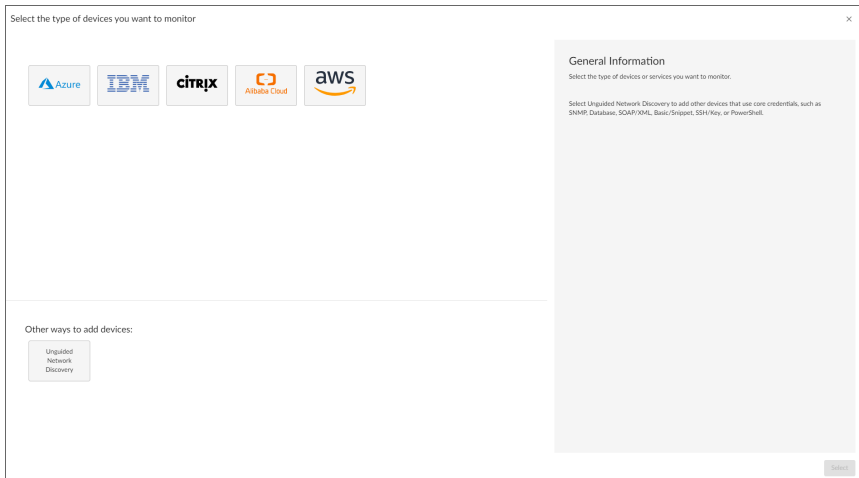 Select the type of devices you want to monitor
×
Azure
IBM
CİTRİX
Alibaba Cloud
aws
General Information
Select the type of devices or services you want to monitor.
Select Unguided Network Discovery to add other devices that use core credentials, such as
SNMP, Database, SOAP/XML, Basic/Snippet, SSH/Key, or PowerShell.
Other ways to add devices:
Unguided
Network
Discovery
Select